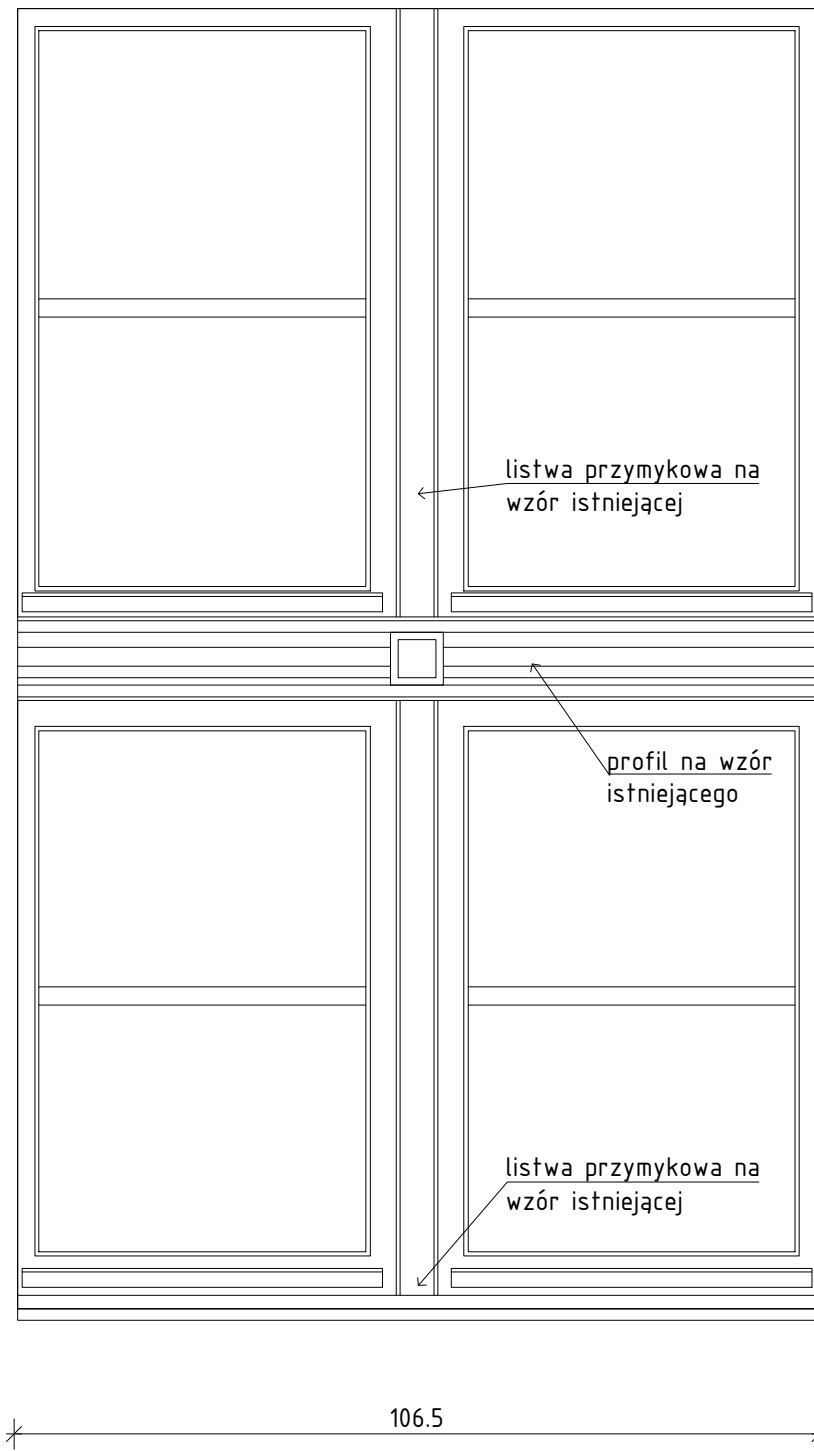 listwa przymykowa na
wzór istniejącej
profil na wzór
istniejącego
listwa przymykowa na
wzór istniejącej
106.5